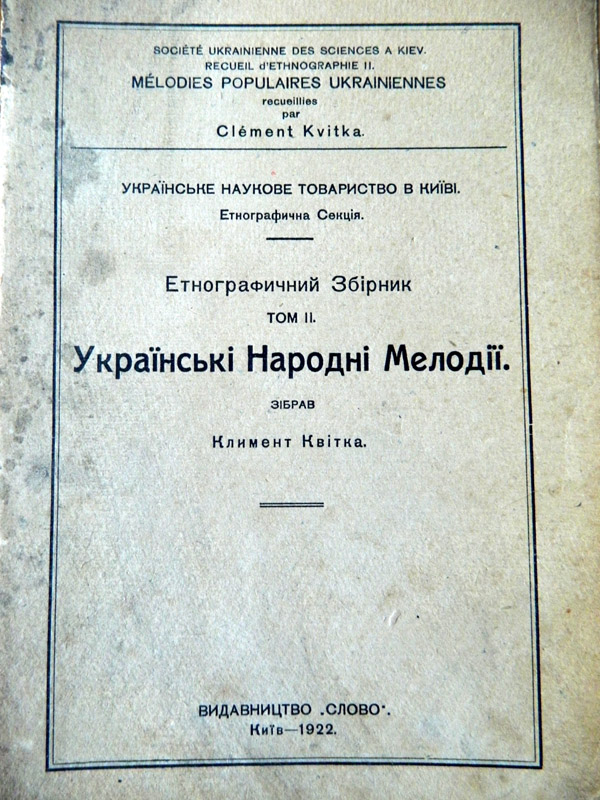 SOCIÉTÉ UKRAINIENNE DES SCIENCES A KIEV.
RECUEIL d'ETHNOGRAPHIE II.
MÉLODIES POPULAIRES UKRAINIENNES
recueillies
par
Clément Kvitka.
УКРАЇНСЬКЕ НАУКОВЕ ТОВАРИСТВО В КИЇВІ.
Етнографична Секція.
Етнографичний Збірник
ТОМ II.
Українські Народні Мелодії.
ЗІБРАВ
Климент Квітка.
ВИДАВНИЦТВО „СЛОВО".
Київ—1922.